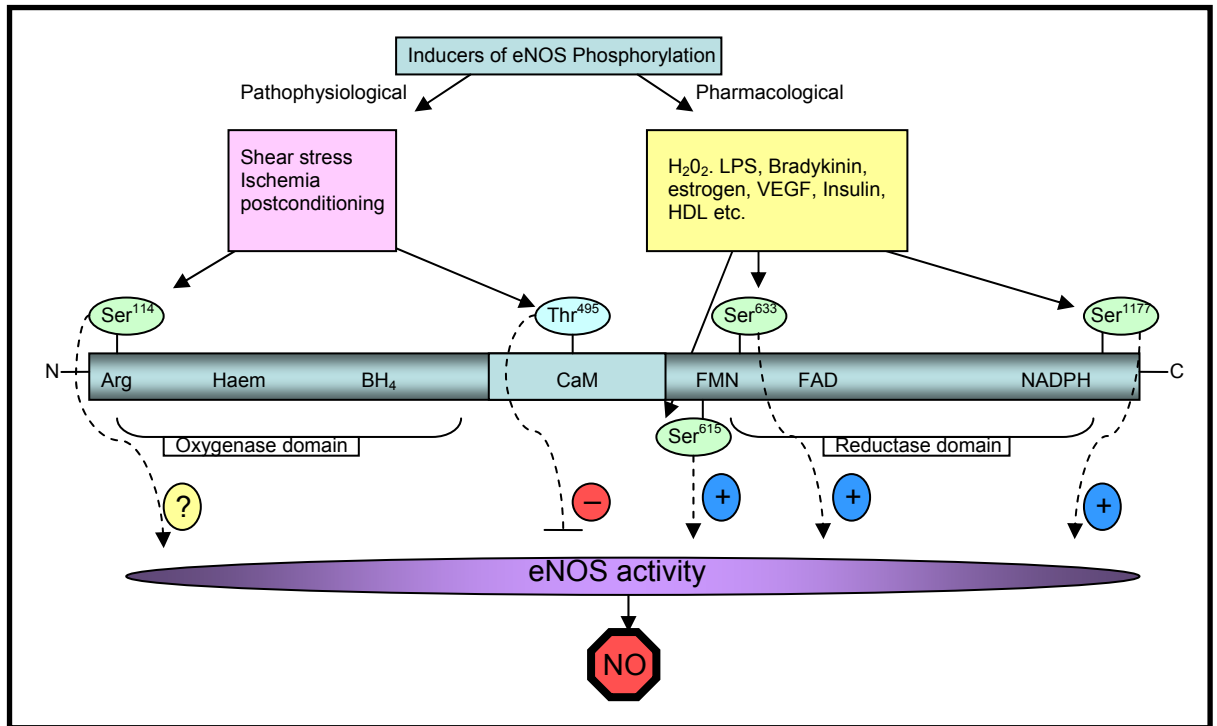 Inducers of eNOS Phosphorylation
Pathophysiological
Pharmacological
Shear stress
Ischemia
postconditioning
H₂0₂. LPS, Bradykinin,
estrogen, VEGF, Insulin,
HDL etc.
Ser¹¹⁴
Thr⁴⁹⁵
Ser⁶³³
Ser¹¹⁷⁷
N
Arg
Haem
BH₄
CaM
FMN
FAD
NADPH
C
Oxygenase domain
Ser⁶¹⁵
Reductase domain
?
–
+
+
+
eNOS activity
NO